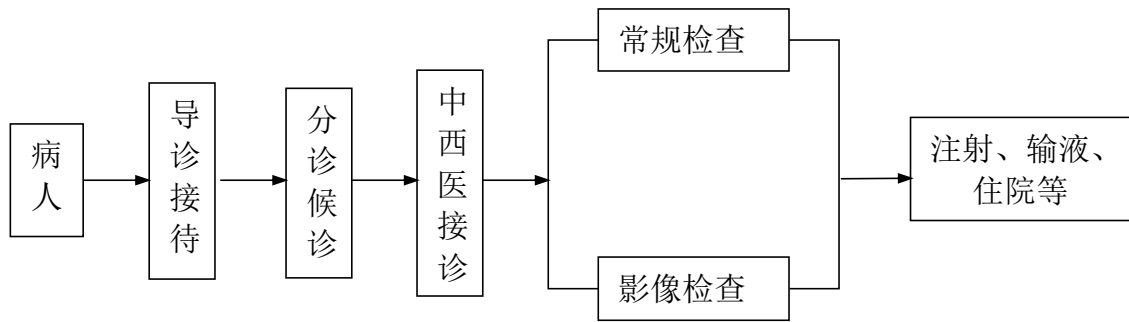 病人
导诊接待
分诊候诊
中西医接诊
常规检查
影像检查
注射、输液、
住院等